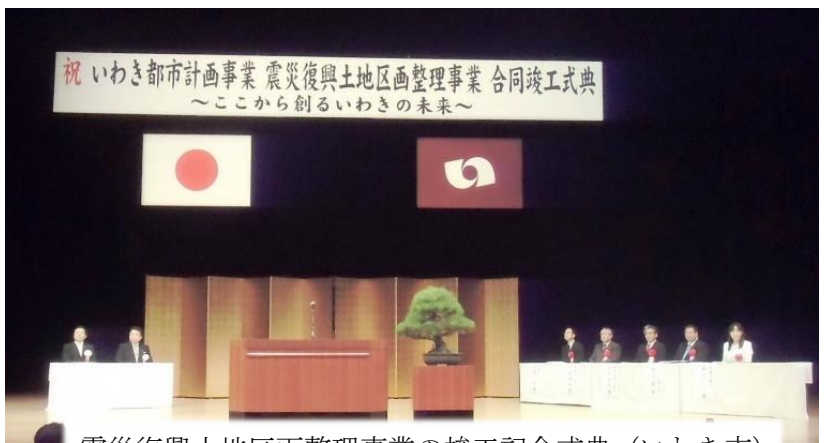 祝 いわき都市計画事業 震災復興土地区画整理事業 合同竣工式典
～ここから創るいわきの未来～
震災復興土地区画整理事業の竣工記念式典（いわき市）